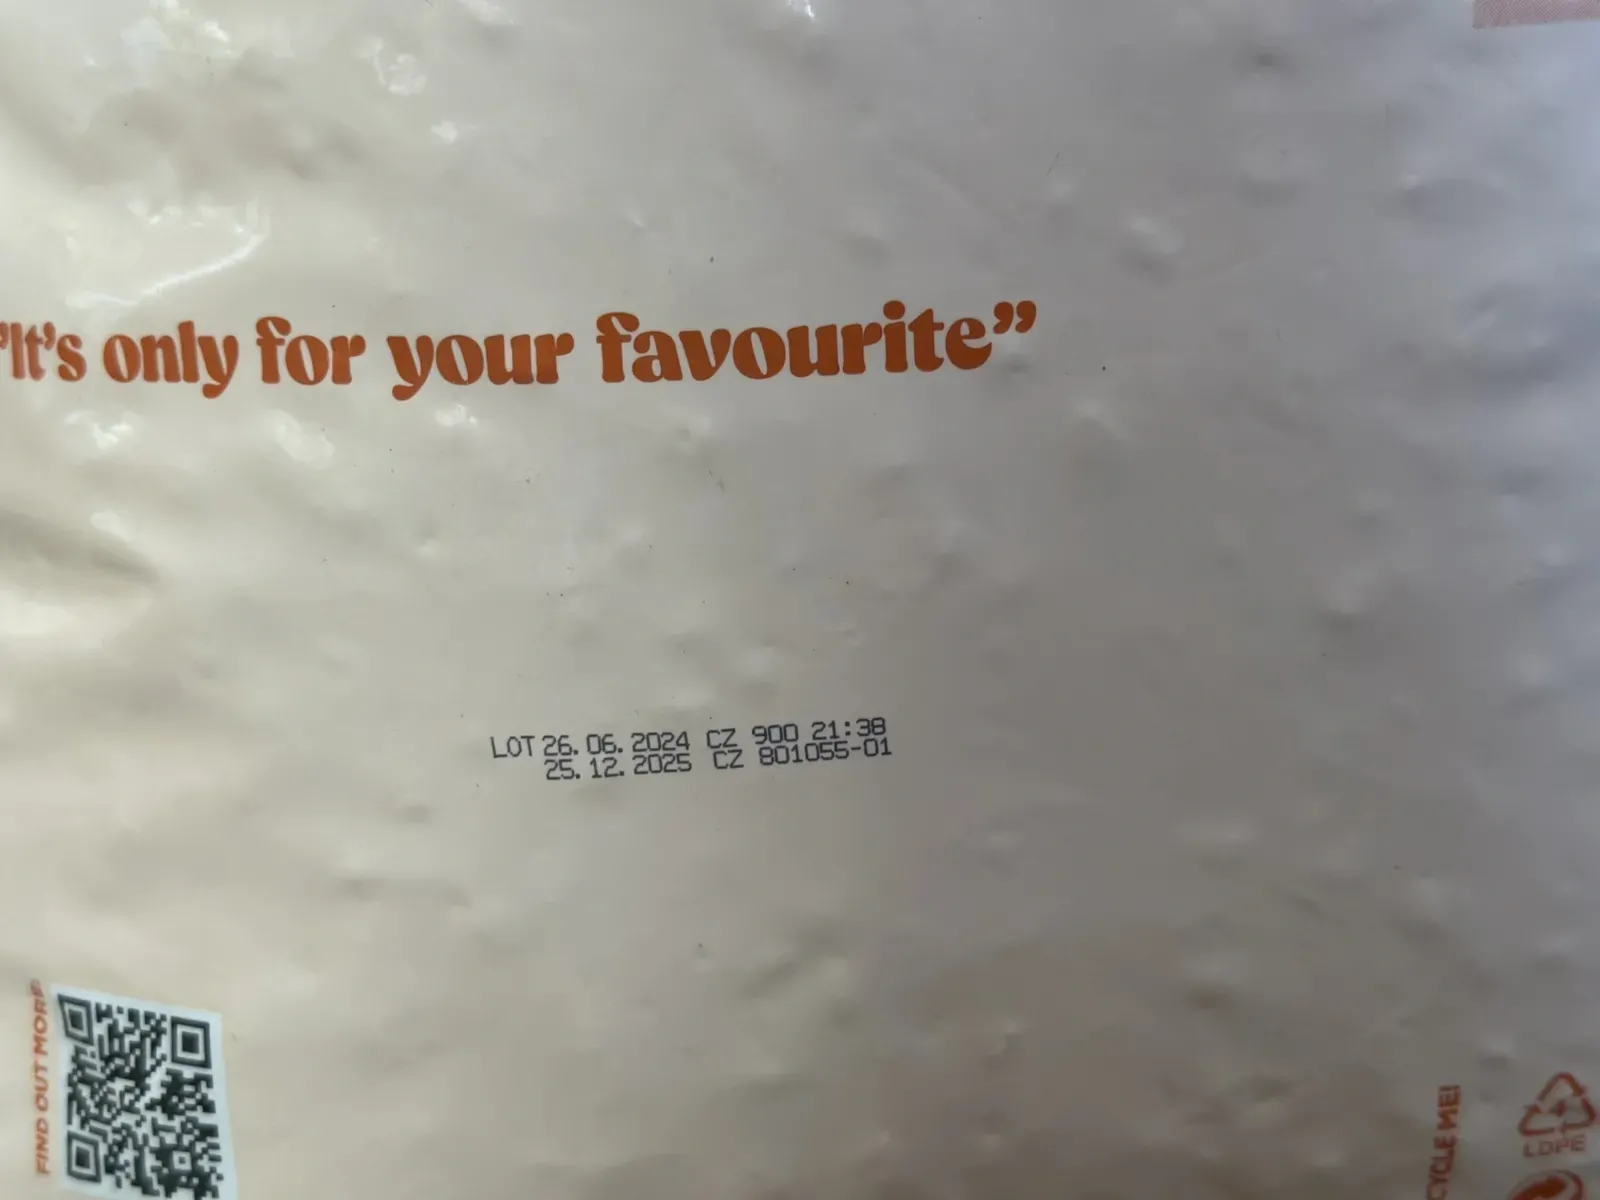 "It's only for your favourite"
LOT 26.06.2024 CZ 900 21:38
25.12.2025 CZ 801055-01
FIND OUT MORE
ME!
LDPE